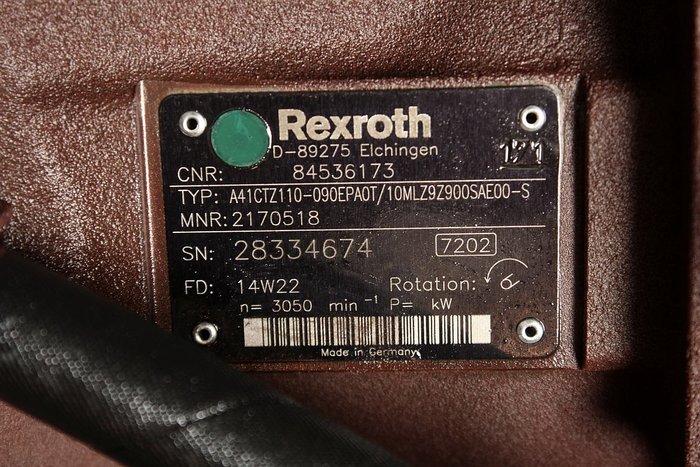 Rexroth
D-89275 Elchingen
171
CNR: 84536173
TYP: A41CTZ110-090EPA0T/10MLZ9Z900SAE00-S
MNR: 2170518
SN: 28334674 7202
FD: 14W22 Rotation:
n= 3050 min⁻¹ P= kW
Made in Germany